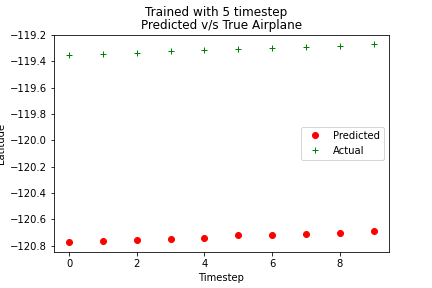 Trained with 5 timestep
Predicted v/s True Airplane
−119.2
−119.4
−119.6
−119.8
−120.0
−120.2
−120.4
−120.6
−120.8
Latitude
Predicted
Actual
0
2
4
6
8
Timestep